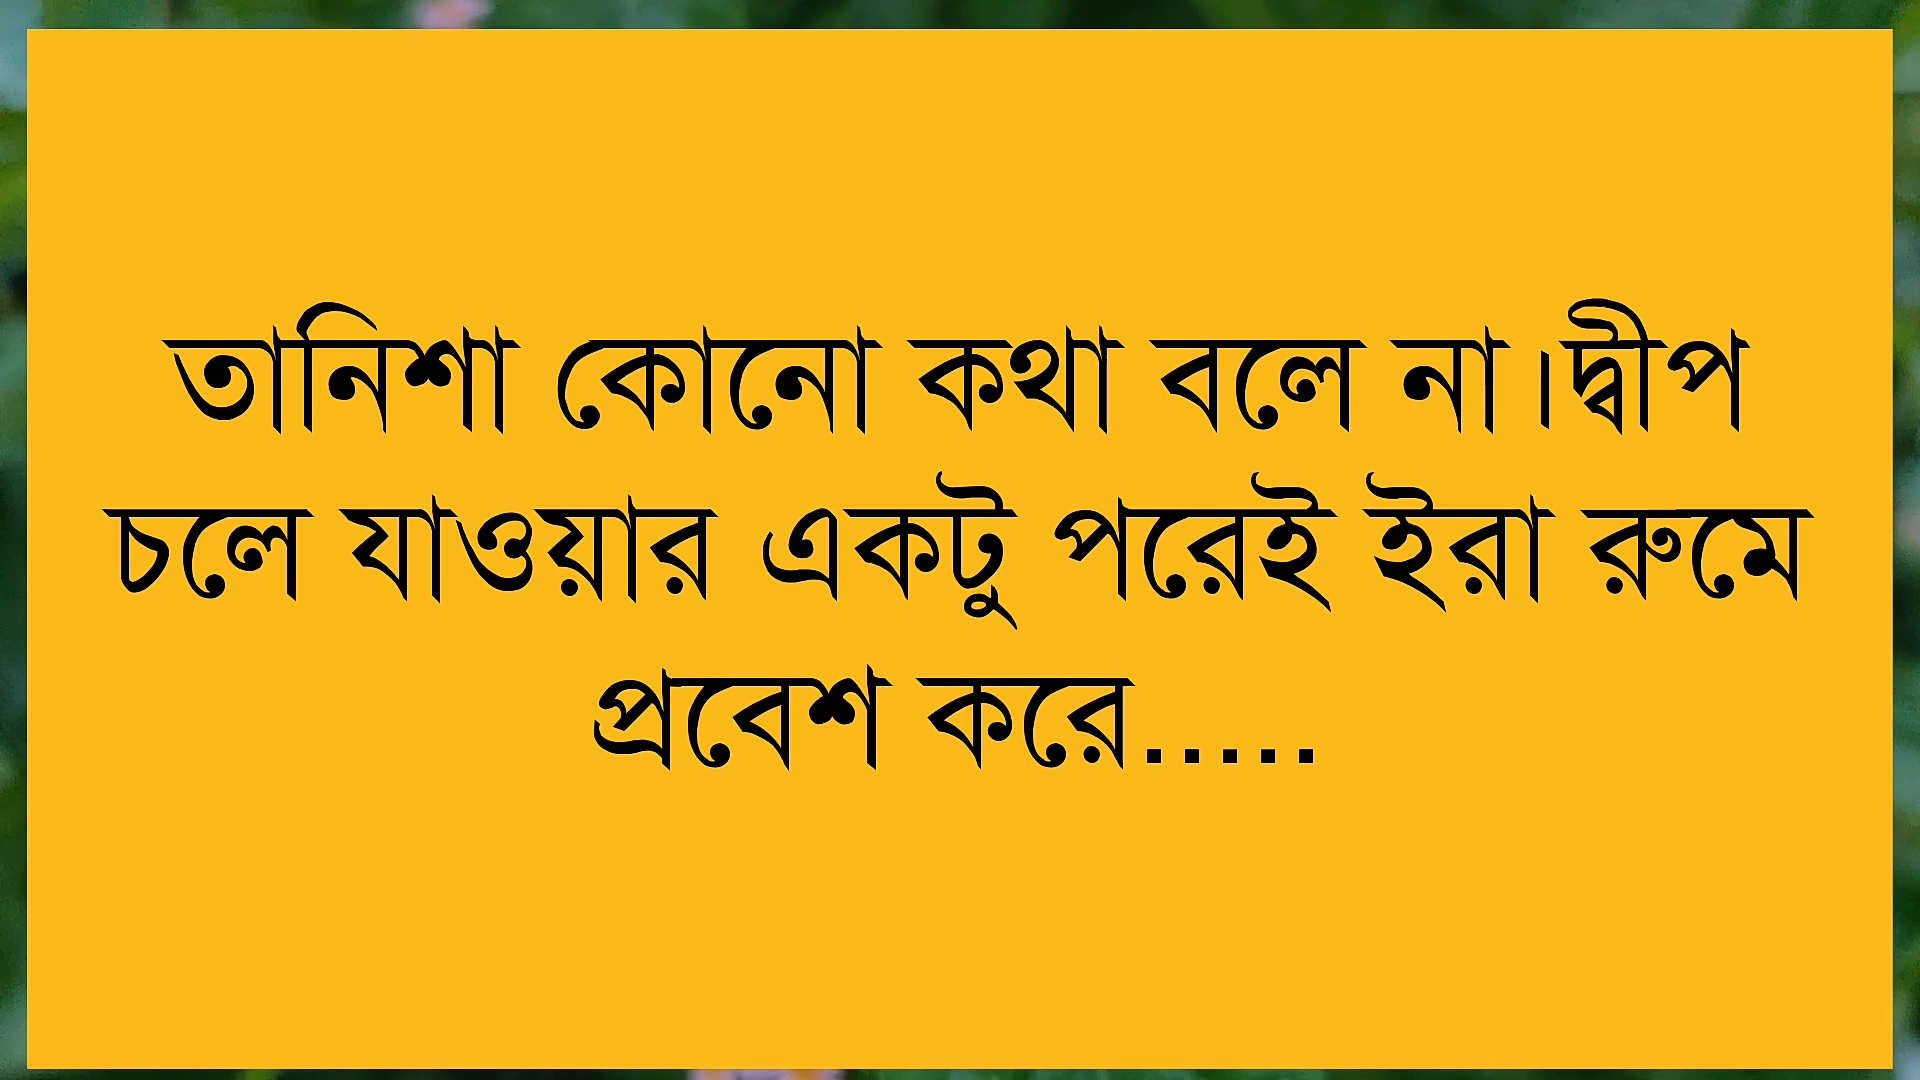 তানিশা কোনো কথা বলে না।দ্বীপ
চলে যাওয়ার একটু পরেই ইরা রুমে
প্রবেশ করে.....